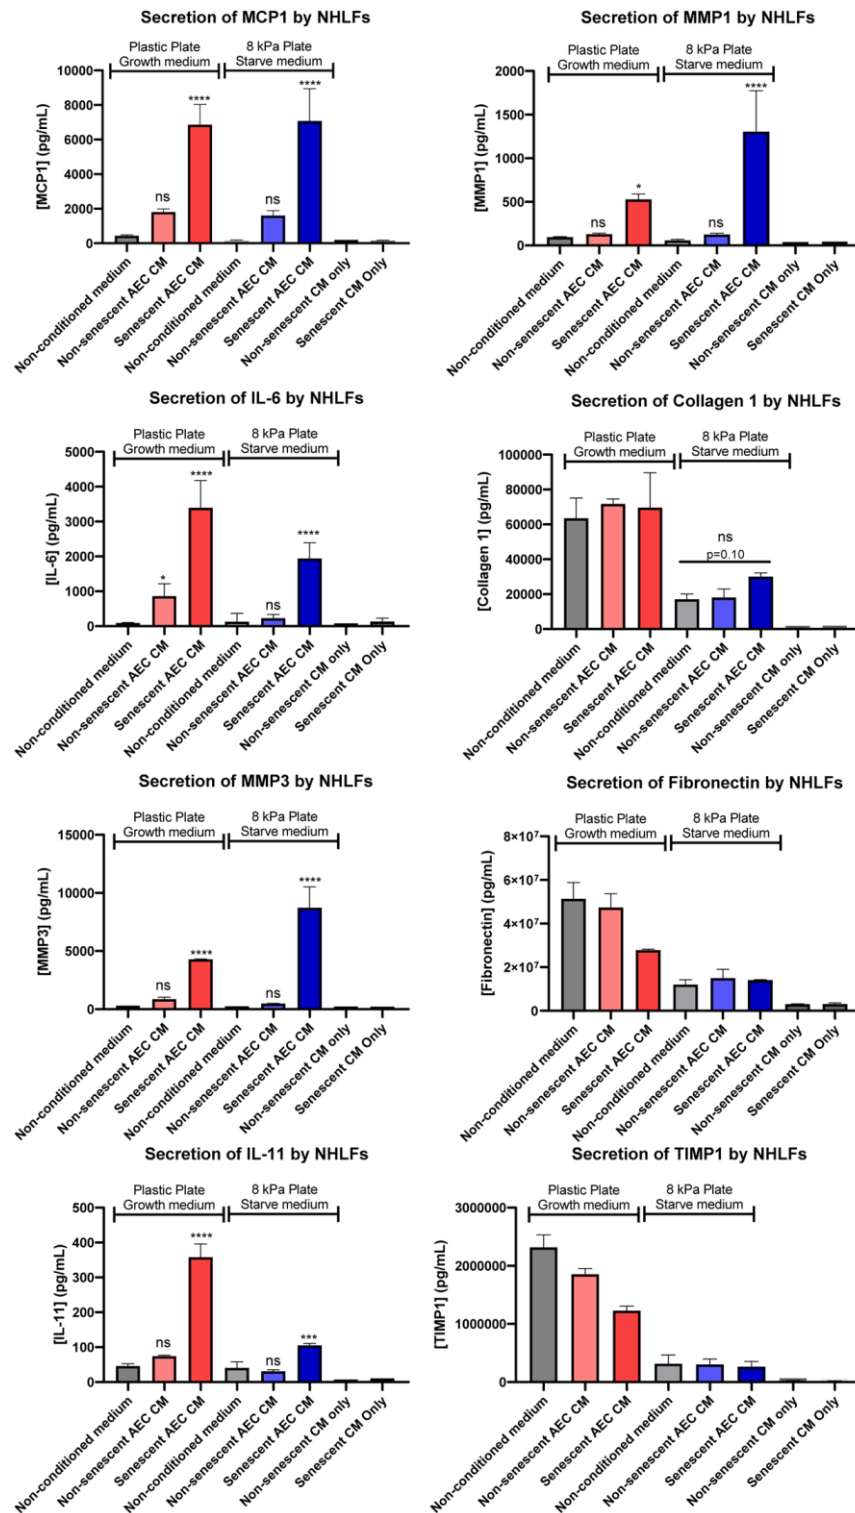 Secretion of MCP1 by NHLFs
Plastic Plate
Growth medium
8 kPa Plate
Starve medium
[MCP1] (pg/mL)
10000
8000
6000
4000
2000
0
ns
****
ns
****
Non-conditioned medium
Non-senescent AEC CM
Senescent AEC CM
Non-conditioned medium
Non-senescent AEC CM
Senescent AEC CM
Non-senescent CM only
Senescent CM Only
Secretion of MMP1 by NHLFs
Plastic Plate
Growth medium
8 kPa Plate
Starve medium
[MMP1] (pg/mL)
2000
1500
1000
500
0
ns
*
ns
****
Non-conditioned medium
Non-senescent AEC CM
Senescent AEC CM
Non-conditioned medium
Non-senescent AEC CM
Senescent AEC CM
Non-senescent CM only
Senescent CM Only
Secretion of IL-6 by NHLFs
Plastic Plate
Growth medium
8 kPa Plate
Starve medium
[IL-6] (pg/mL)
5000
4000
3000
2000
1000
0
*
****
ns
****
Non-conditioned medium
Non-senescent AEC CM
Senescent AEC CM
Non-conditioned medium
Non-senescent AEC CM
Senescent AEC CM
Non-senescent CM only
Senescent CM Only
Secretion of Collagen 1 by NHLFs
Plastic Plate
Growth medium
8 kPa Plate
Starve medium
[Collagen 1] (pg/mL)
100000
80000
60000
40000
20000
0
ns
p=0.10
Non-conditioned medium
Non-senescent AEC CM
Senescent AEC CM
Non-conditioned medium
Non-senescent AEC CM
Senescent AEC CM
Non-senescent CM only
Senescent CM Only
Secretion of MMP3 by NHLFs
Plastic Plate
Growth medium
8 kPa Plate
Starve medium
[MMP3] (pg/mL)
15000
10000
5000
0
ns
****
ns
****
Non-conditioned medium
Non-senescent AEC CM
Senescent AEC CM
Non-conditioned medium
Non-senescent AEC CM
Senescent AEC CM
Non-senescent CM only
Senescent CM Only
Secretion of Fibronectin by NHLFs
Plastic Plate
Growth medium
8 kPa Plate
Starve medium
[Fibronectin] (pg/mL)
8×10⁷
6×10⁷
4×10⁷
2×10⁷
0
Non-conditioned medium
Non-senescent AEC CM
Senescent AEC CM
Non-conditioned medium
Non-senescent AEC CM
Senescent AEC CM
Non-senescent CM only
Senescent CM Only
Secretion of IL-11 by NHLFs
Plastic Plate
Growth medium
8 kPa Plate
Starve medium
[IL-11] (pg/mL)
500
400
300
200
100
0
ns
****
ns
***
Non-conditioned medium
Non-senescent AEC CM
Senescent AEC CM
Non-conditioned medium
Non-senescent AEC CM
Senescent AEC CM
Non-senescent CM only
Senescent CM Only
Secretion of TIMP1 by NHLFs
Plastic Plate
Growth medium
8 kPa Plate
Starve medium
[TIMP1] (pg/mL)
3000000
2000000
1000000
0
Non-conditioned medium
Non-senescent AEC CM
Senescent AEC CM
Non-conditioned medium
Non-senescent AEC CM
Senescent AEC CM
Non-senescent CM only
Senescent CM Only